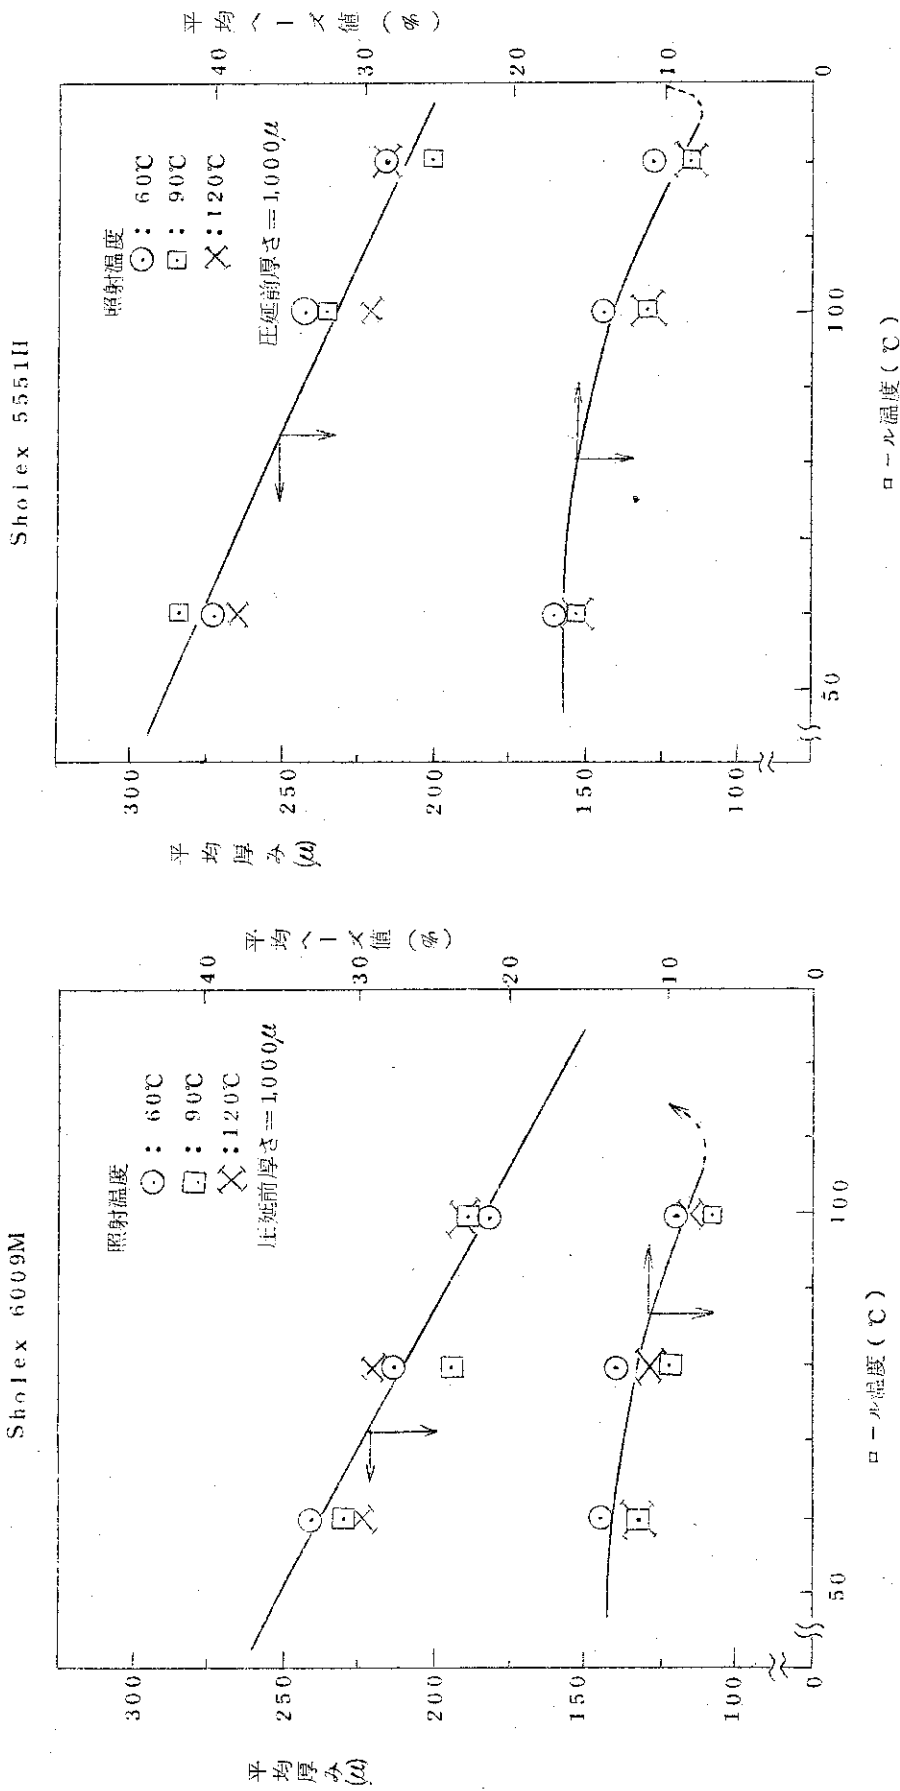 Sholex 6009M
照射温度
⊙: 60℃
⊡: 90℃
X:120℃
圧延前厚さ=1,000μ
平均厚み(μ)
300
250
200
150
100
0
平均ヘーズ値(%)
40
30
20
10
0
50
100
ロール温度(℃)
Sholex 5551H
照射温度
⊙: 60℃
⊡: 90℃
X:120℃
圧延前厚さ=1,000μ
平均厚み(μ)
300
250
200
150
100
平均ヘーズ値(%)
40
30
20
10
0
50
100
ロール温度(℃)